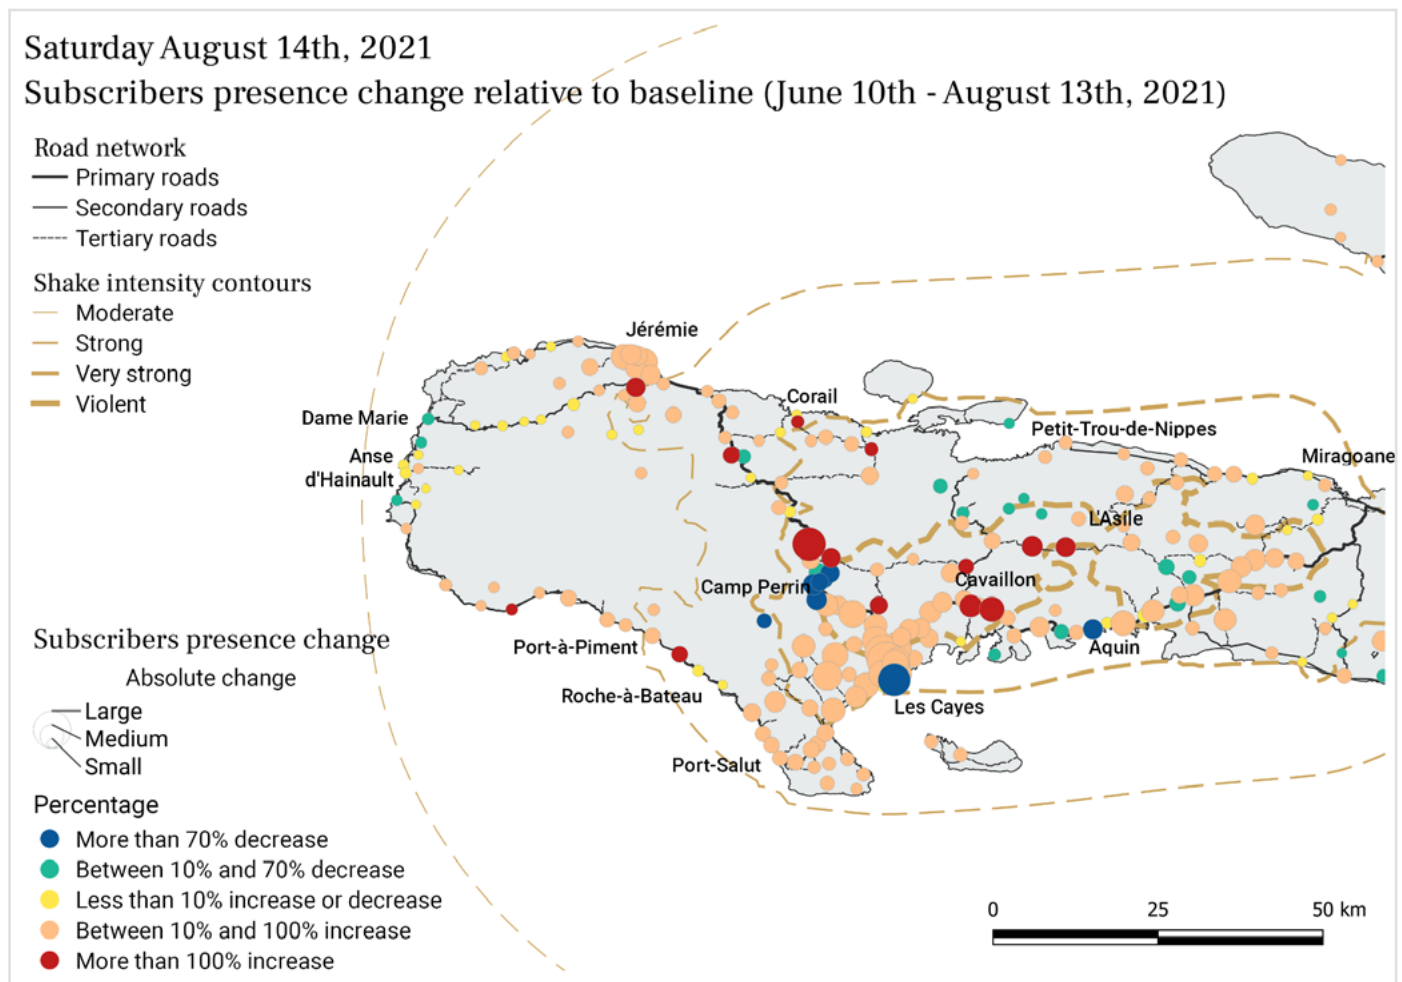 Saturday August 14th, 2021
Subscribers presence change relative to baseline (June 10th - August 13th, 2021)
Road network
Primary roads
Secondary roads
Tertiary roads
Shake intensity contours
Moderate
Strong
Very strong
Violent
Jérémie
Corail
Dame Marie
Petit-Trou-de-Nippes
Anse
d'Hainault
Miragoane
L'Asile
Camp Perrin
Cavaillon
Port-à-Piment
Aquin
Roche-à-Bateau
Les Cayes
Port-Salut
Subscribers presence change
Absolute change
Large
Medium
Small
Percentage
More than 70% decrease
Between 10% and 70% decrease
Less than 10% increase or decrease
Between 10% and 100% increase
More than 100% increase
0 25 50 km